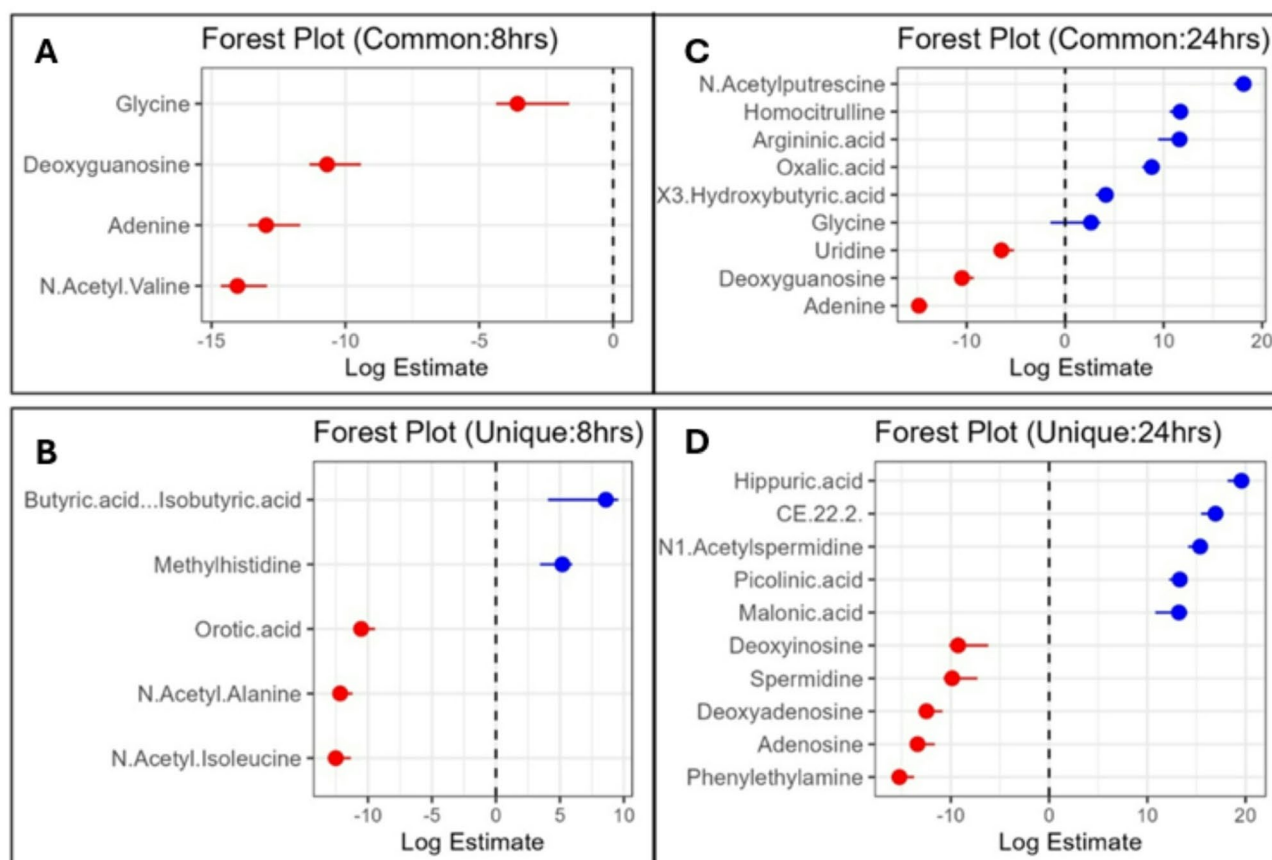 A
Forest Plot (Common:8hrs)
Glycine
Deoxyguanosine
Adenine
N.Acetyl.Valine
-15 -10 -5 0
Log Estimate
C
Forest Plot (Common:24hrs)
N.Acetylputrescine
Homocitrulline
Argininic.acid
Oxalic.acid
X3.Hydroxybutyric.acid
Glycine
Uridine
Deoxyguanosine
Adenine
-10 0 10 20
Log Estimate
B
Forest Plot (Unique:8hrs)
Butyric.acid...Isobutyric.acid
Methylhistidine
Orotic.acid
N.Acetyl.Alanine
N.Acetyl.Isoleucine
-10 -5 0 5 10
Log Estimate
D
Forest Plot (Unique:24hrs)
Hippuric.acid
CE.22.2.
N1.Acetylspermidine
Picolinic.acid
Malonic.acid
Deoxyinosine
Spermidine
Deoxyadenosine
Adenosine
Phenylethylamine
-10 0 10 20
Log Estimate